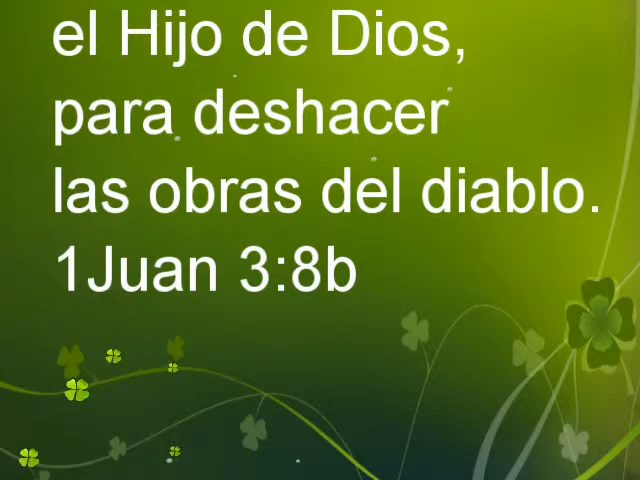 el Hijo de Dios,
para deshacer
las obras del diablo.
1Juan 3:8b